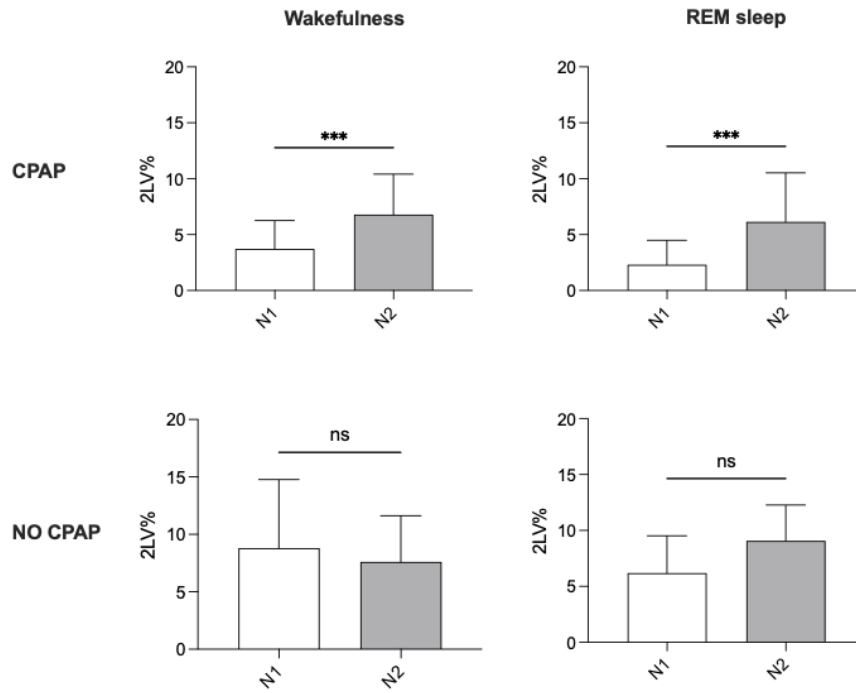 Wakefulness
REM sleep
CPAP
2LV%
20
15
10
5
0
***
N1
N2
2LV%
20
15
10
5
0
***
N1
N2
NO CPAP
2LV%
20
15
10
5
0
ns
N1
N2
2LV%
20
15
10
5
0
ns
N1
N2